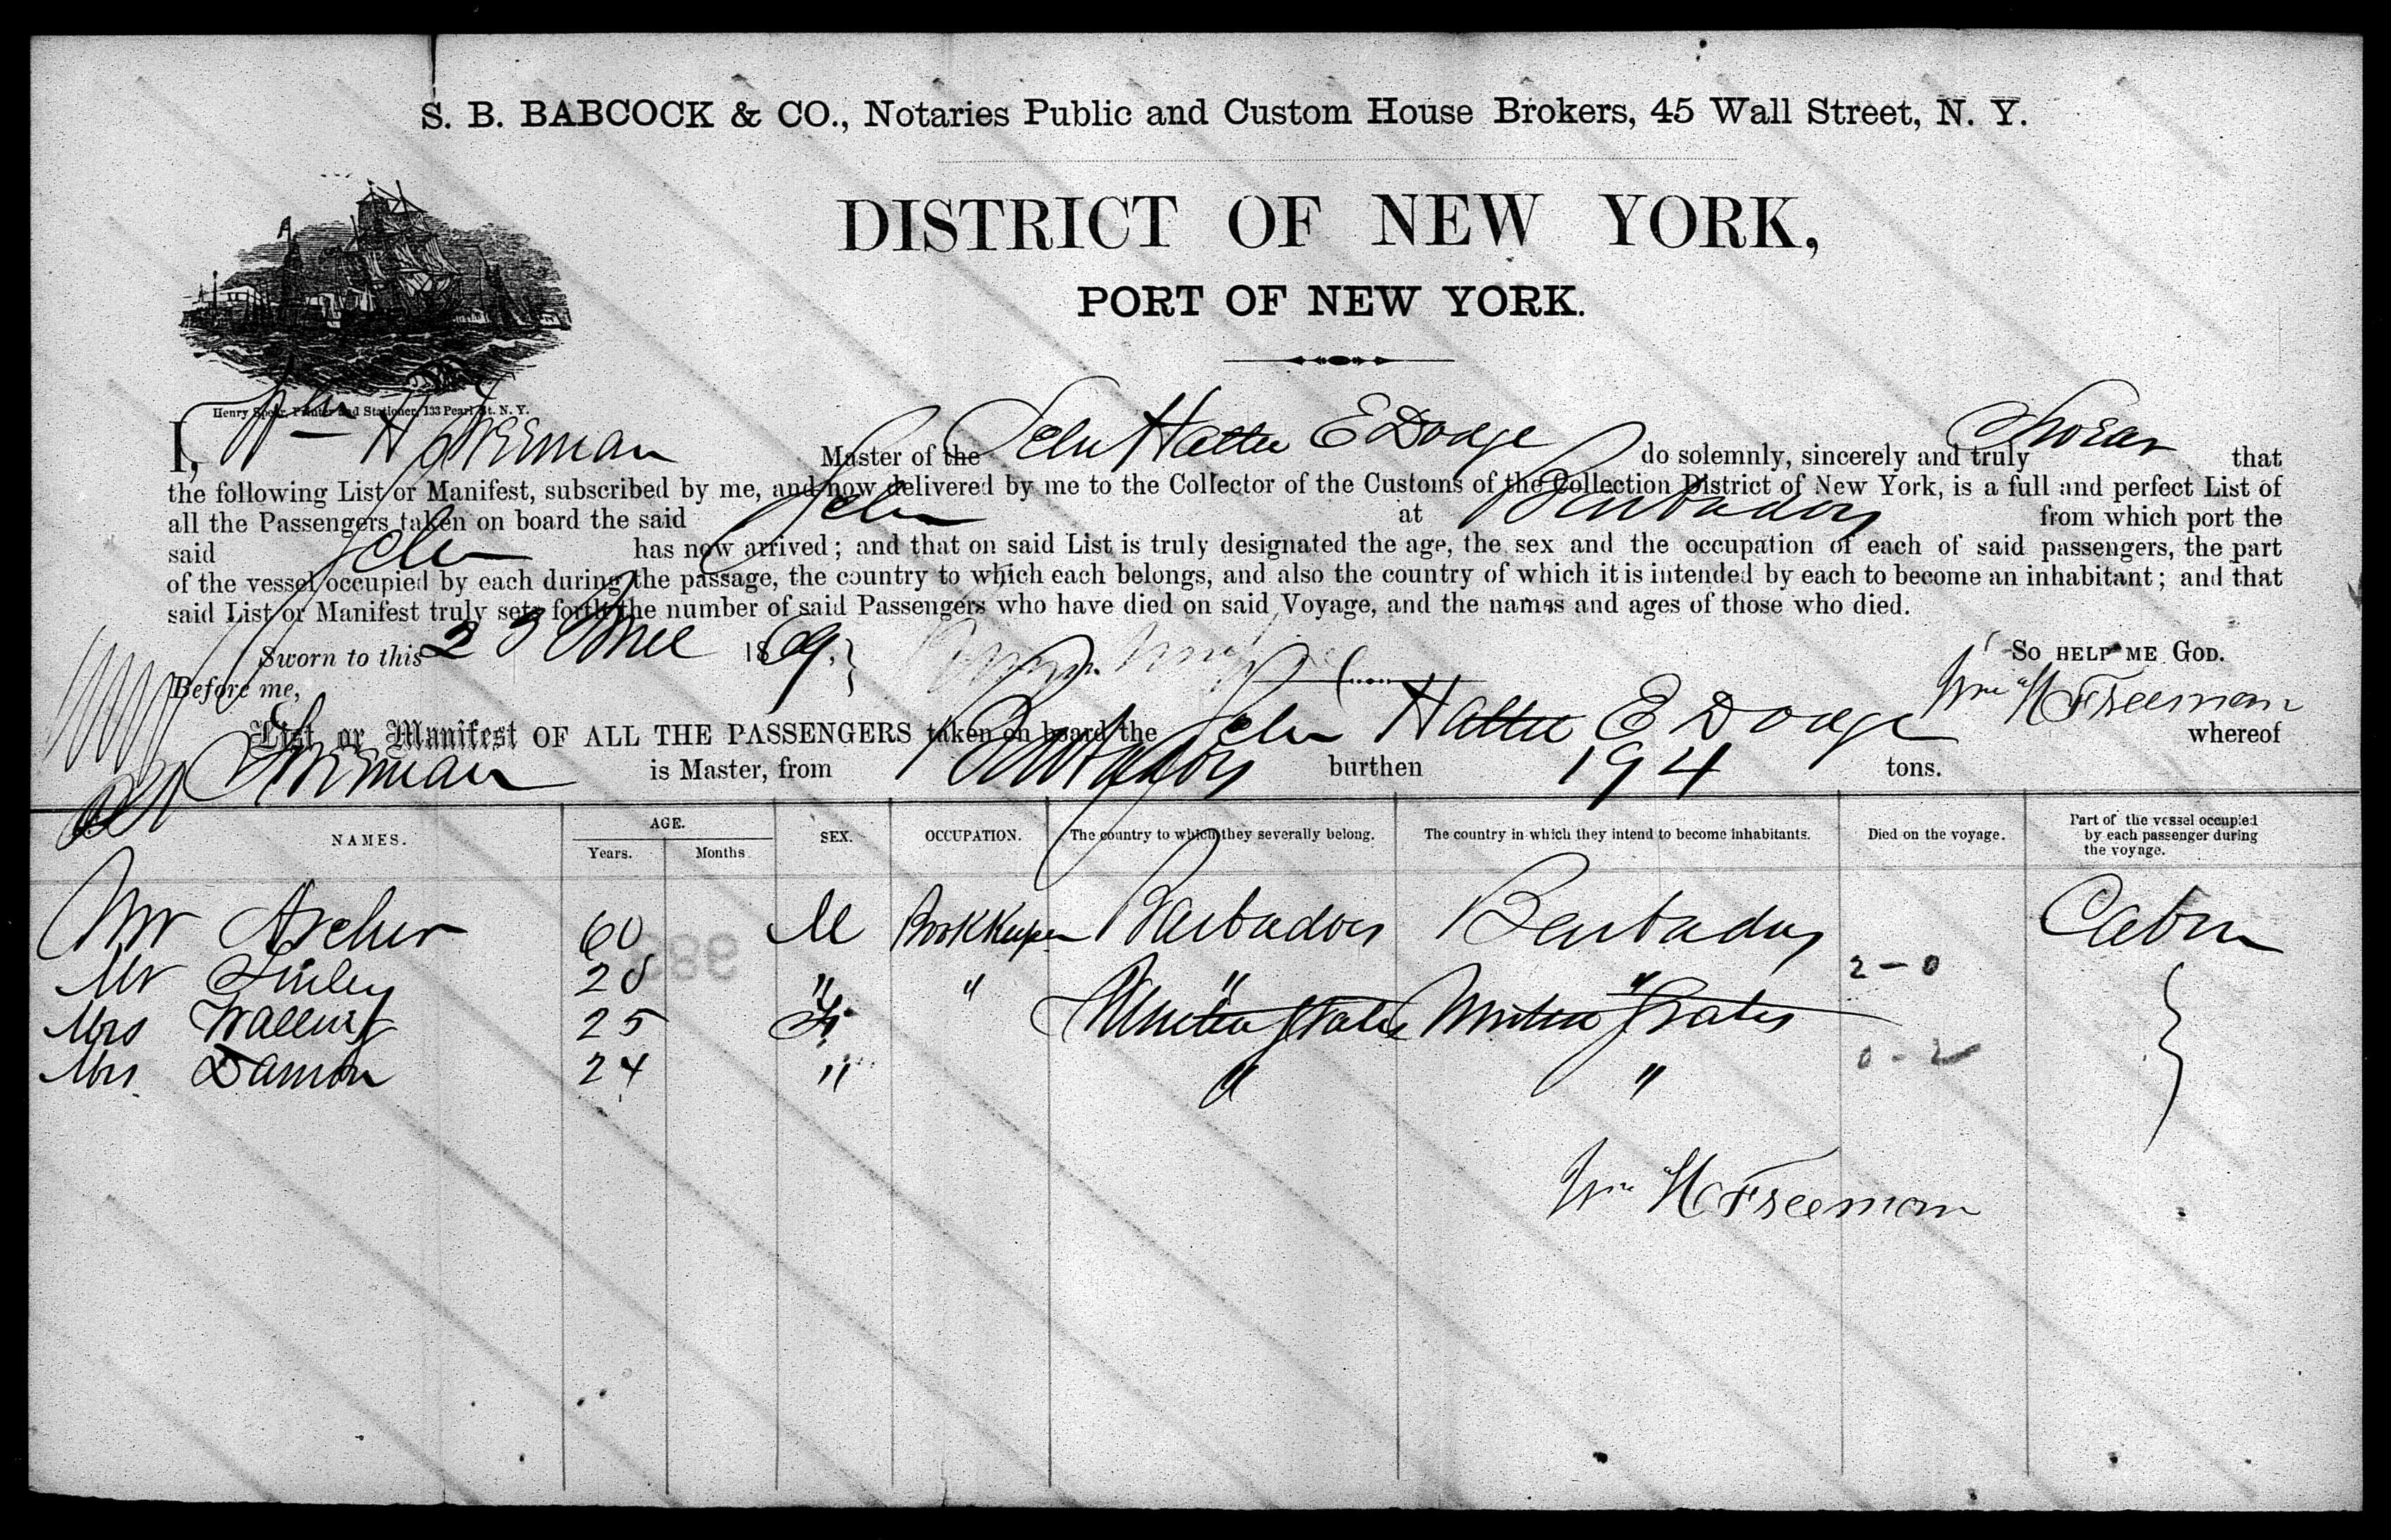 S. B. BABCOCK & CO., Notaries Public and Custom House Brokers, 45 Wall Street, N. Y.
DISTRICT OF NEW YORK,
PORT OF NEW YORK.
Henry Spear, Printer and Stationer, 133 Pearl St. N. Y.
I, Wm H Freeman Master of the Schr Hattie E Dodge do solemnly, sincerely and truly swear that
the following List or Manifest, subscribed by me, and now delivered by me to the Collector of the Customs of the Collection District of New York, is a full and perfect List of
all the Passengers taken on board the said Schr at Barbados from which port the
said Schr has now arrived; and that on said List is truly designated the age, the sex and the occupation of each of said passengers, the part
of the vessel occupied by each during the passage, the country to which each belongs, and also the country of which it is intended by each to become an inhabitant; and that
said List or Manifest truly sets forth the number of said Passengers who have died on said Voyage, and the names and ages of those who died.
Sworn to this 23 June 1869. SO HELP ME GOD.
Before me, Wm H Freeman
List or Manifest OF ALL THE PASSENGERS taken on board the Schr Hattie E Dodge whereof
Freeman is Master, from Barbados burthen 194 tons.
NAMES. AGE. Years. Months SEX. OCCUPATION. The country to which they severally belong. The country in which they intend to become inhabitants. Died on the voyage. Part of the vessel occupied by each passenger during the voyage.
Mr Archer 60 M Bookkeeper Barbados Barbados Cabin
Mr 28 " " " " 2-0
Mrs 25 F United States United States
Mrs Damon 24 " " " 0-2
Wm H Freeman